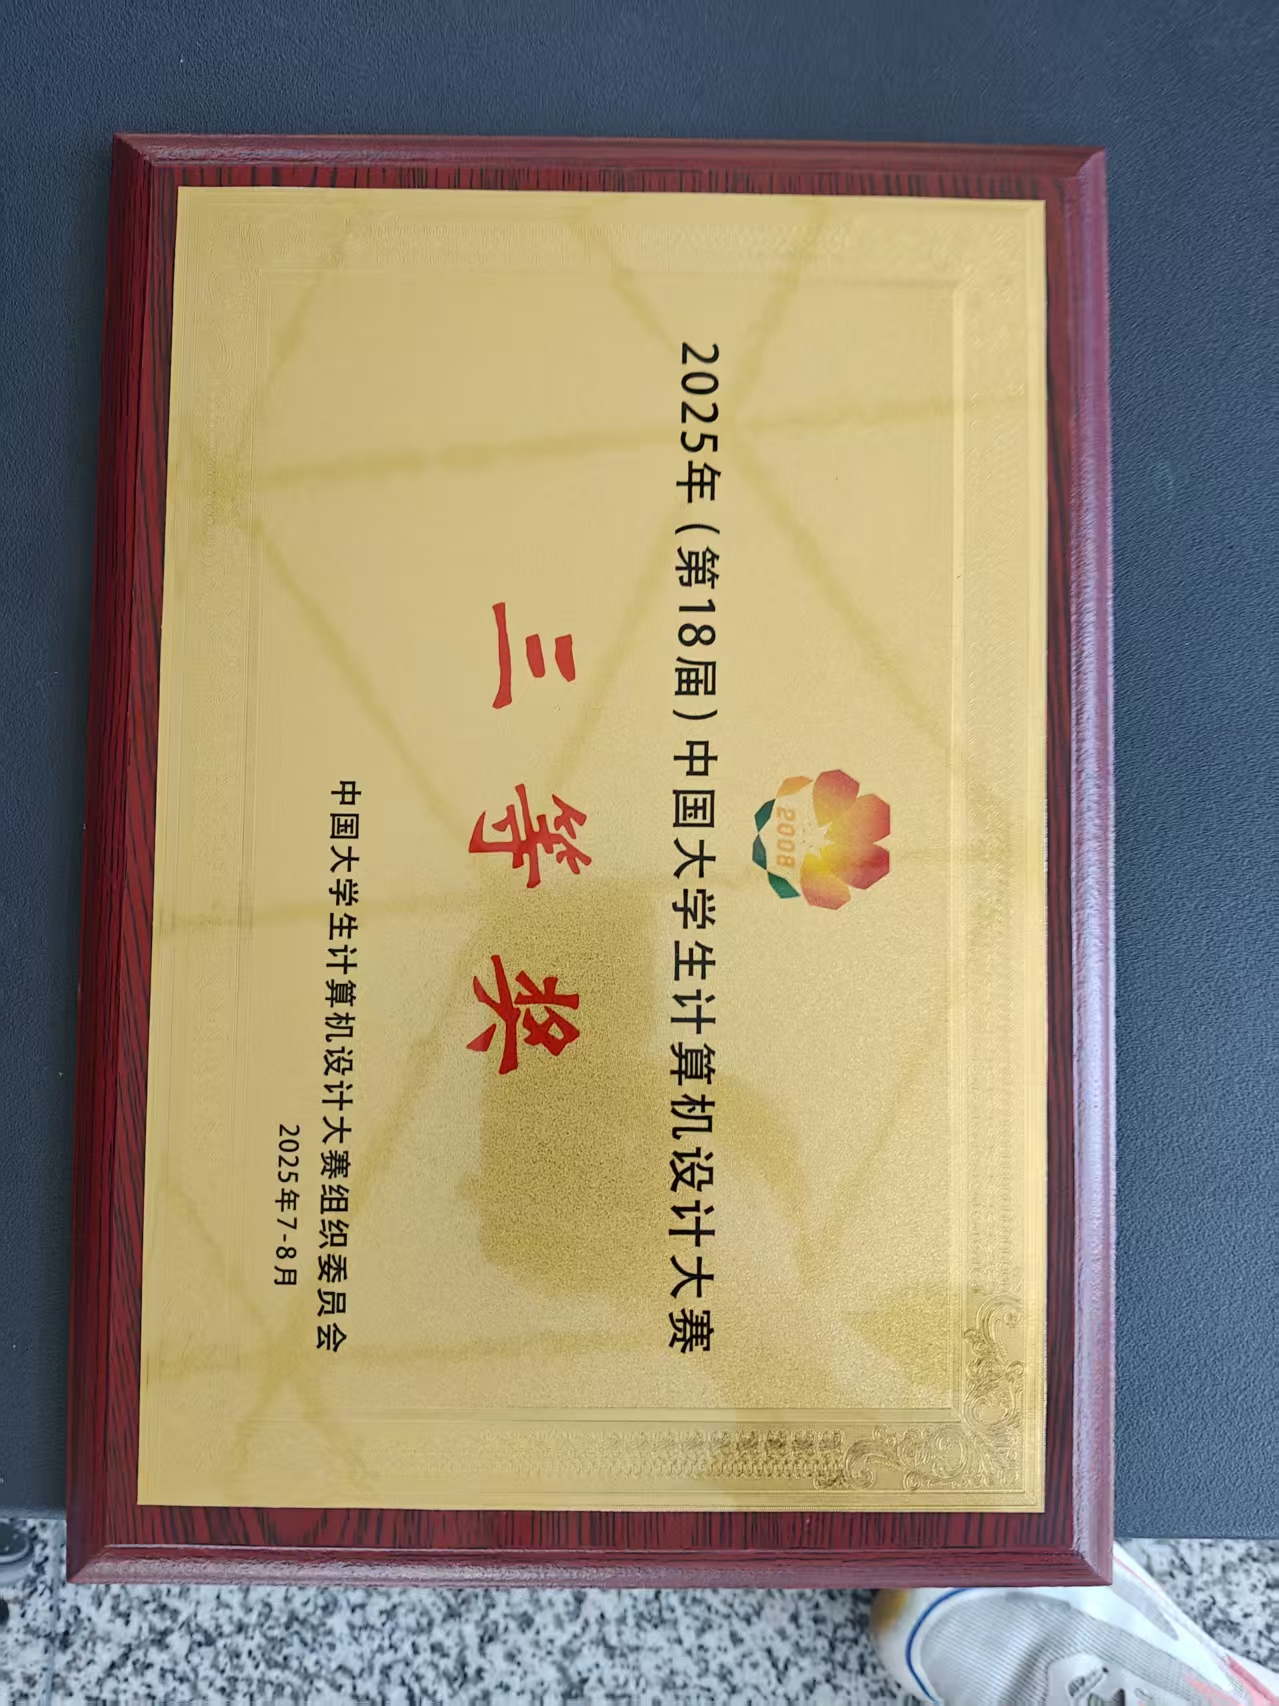 2008
2025年（第18届）中国大学生计算机设计大赛
三等奖
中国大学生计算机设计大赛组织委员会
2025年7-8月